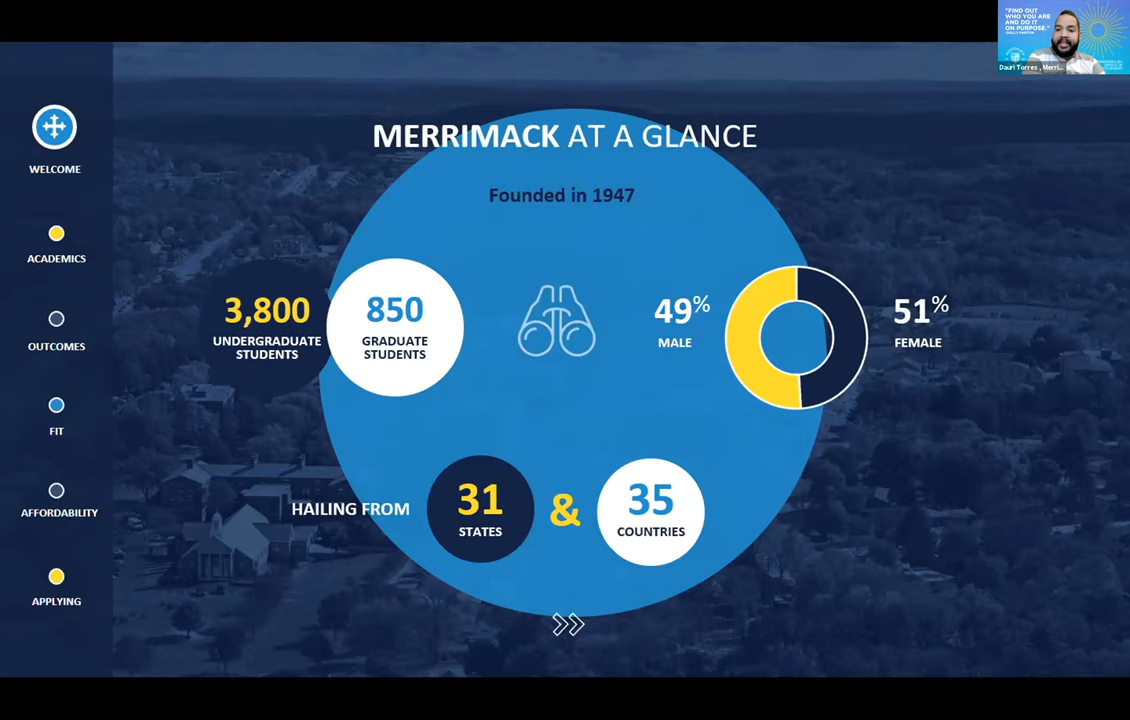 "FIND OUT
WHO YOU ARE
AND DO IT
ON PURPOSE."
Dauri Torres , Merri...
MERRIMACK AT A GLANCE
Founded in 1947
WELCOME
ACADEMICS
OUTCOMES
FIT
AFFORDABILITY
APPLYING
3,800
UNDERGRADUATE
STUDENTS
850
GRADUATE
STUDENTS
49%
MALE
51%
FEMALE
HAILING FROM
31
STATES
&
35
COUNTRIES